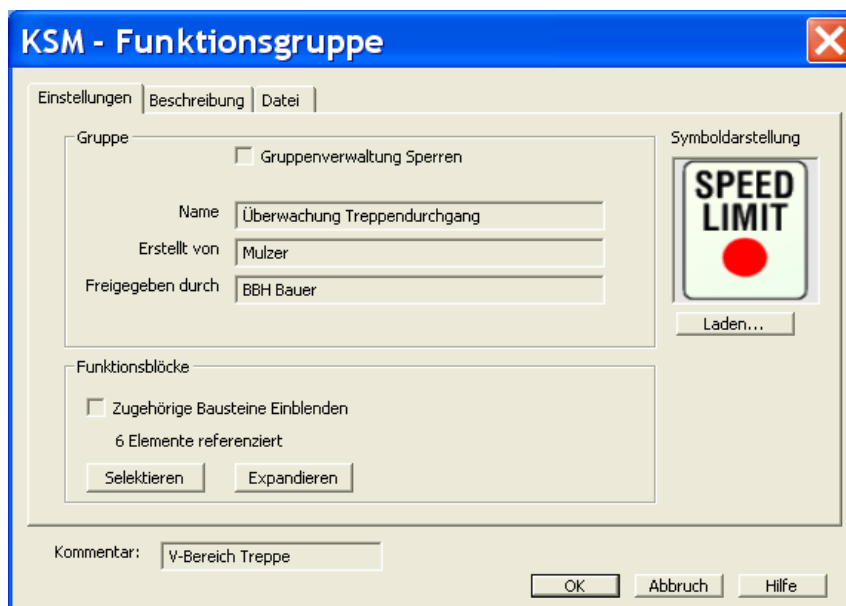 KSM - Funktionsgruppe
Einstellungen Beschreibung Datei
Gruppe
Gruppenverwaltung Sperren
Name Überwachung Treppendurchgang
Erstellt von Mulzer
Freigegeben durch BBH Bauer
Symboldarstellung
SPEED
LIMIT
Laden...
Funktionsblöcke
Zugehörige Bausteine Einblenden
6 Elemente referenziert
Selektieren Expandieren
Kommentar: V-Bereich Treppe
OK Abbruch Hilfe